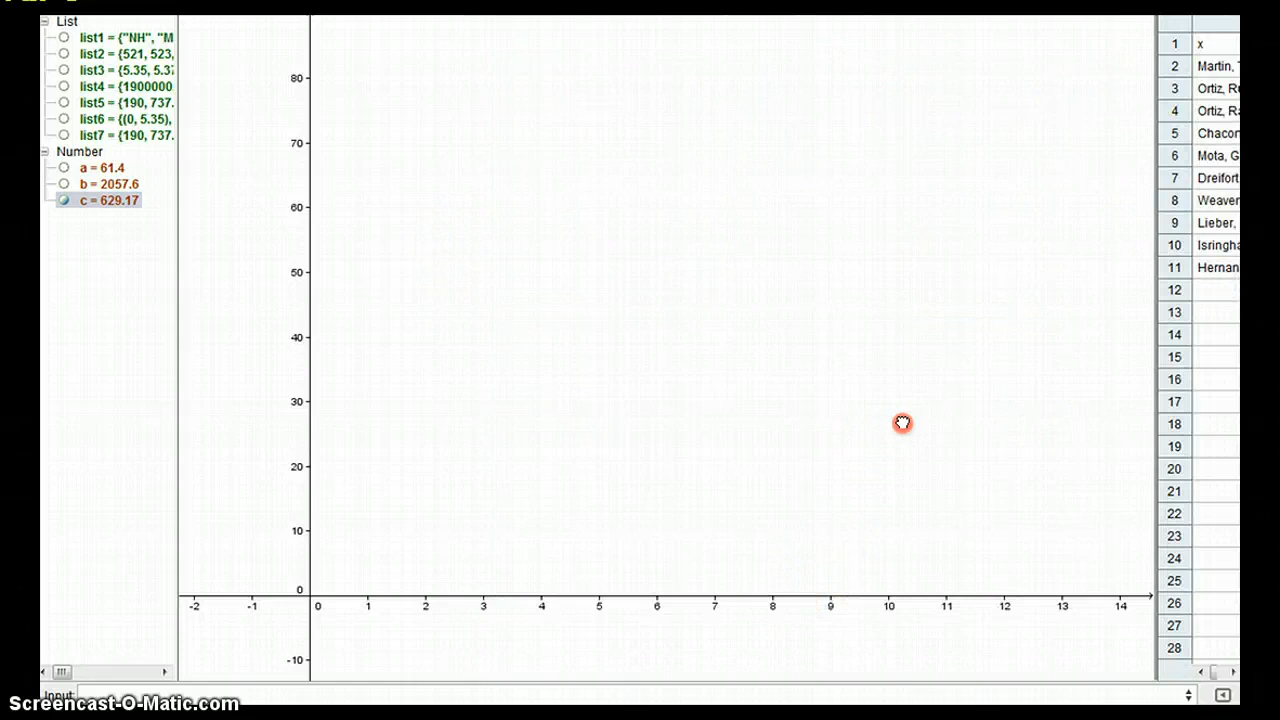 List
list1 = {"NH", "M
list2 = {521, 523,
list3 = {5.35, 5.3
list4 = {1900000
list5 = {190, 737.
list6 = {(0, 5.35),
list7 = {190, 737.
Number
a = 61.4
b = 2057.6
c = 629.17
80
70
60
50
40
30
20
10
0
-10
-2 -1 0 1 2 3 4 5 6 7 8 9 10 11 12 13 14
1 x
2 Martin,
3 Ortiz, Ru
4 Ortiz, Ra
5 Chacon
6 Mota, G
7 Dreifort
8 Weaver
9 Lieber,
10 Isringha
11 Hernan
12
13
14
15
16
17
18
19
20
21
22
23
24
25
26
27
28
Input:
Screencast-O-Matic.com